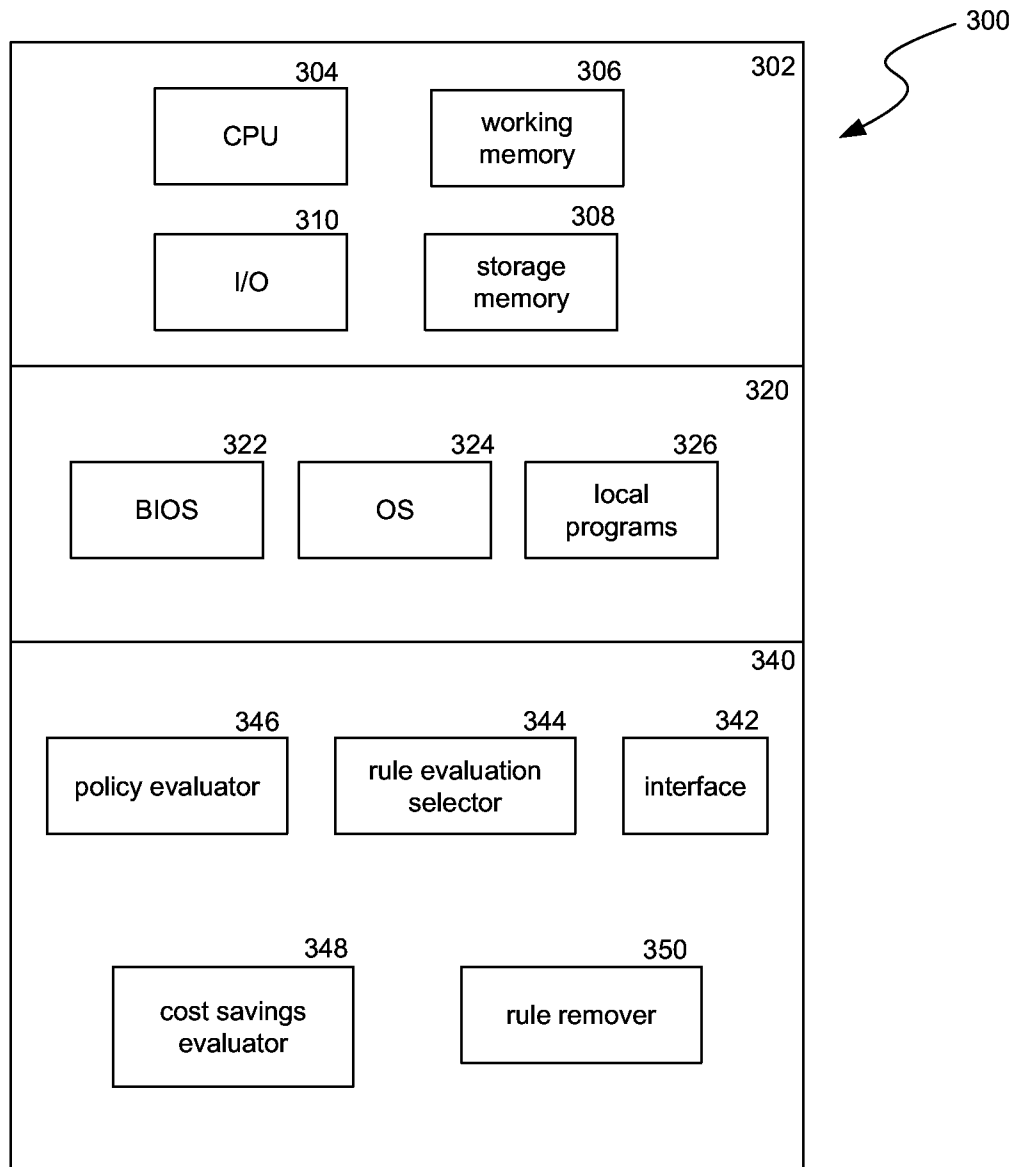 300
302
304
306
CPU
working
memory
310
308
I/O
storage
memory
320
322
324
326
BIOS
OS
local
programs
340
346
344
342
policy evaluator
rule evaluation
selector
interface
348
350
cost savings
evaluator
rule remover